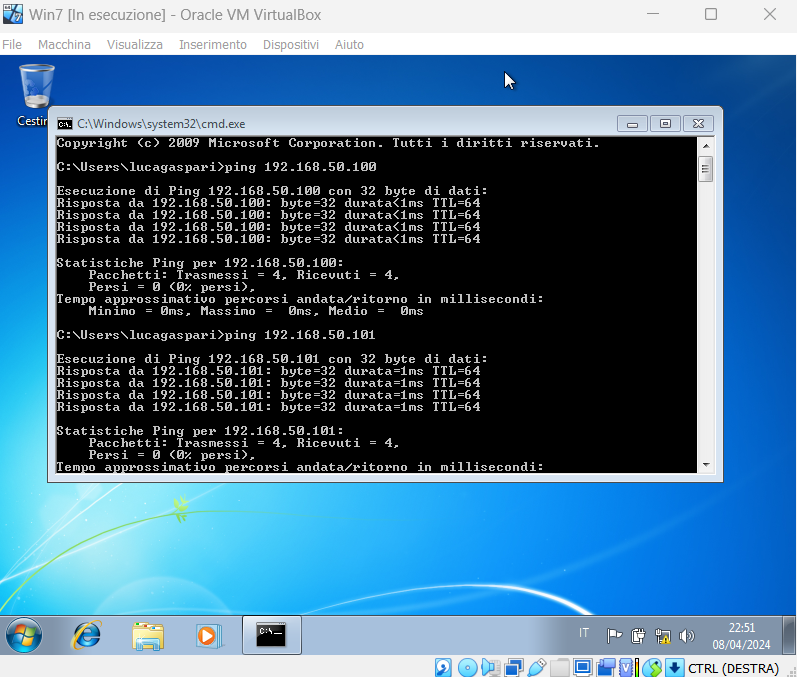 Win7 [In esecuzione] - Oracle VM VirtualBox
File Macchina Visualizza Inserimento Dispositivi Aiuto
Cestin
C:\Windows\system32\cmd.exe
Copyright (c) 2009 Microsoft Corporation. Tutti i diritti riservati.
C:\Users\lucagaspari>ping 192.168.50.100
Esecuzione di Ping 192.168.50.100 con 32 byte di dati:
Risposta da 192.168.50.100: byte=32 durata<1ms TTL=64
Risposta da 192.168.50.100: byte=32 durata<1ms TTL=64
Risposta da 192.168.50.100: byte=32 durata<1ms TTL=64
Risposta da 192.168.50.100: byte=32 durata<1ms TTL=64
Statistiche Ping per 192.168.50.100:
Pacchetti: Trasmessi = 4, Ricevuti = 4,
Persi = 0 (0% persi),
Tempo approssimativo percorsi andata/ritorno in millisecondi:
Minimo = 0ms, Massimo =  0ms, Medio =  0ms
C:\Users\lucagaspari>ping 192.168.50.101
Esecuzione di Ping 192.168.50.101 con 32 byte di dati:
Risposta da 192.168.50.101: byte=32 durata=1ms TTL=64
Risposta da 192.168.50.101: byte=32 durata=1ms TTL=64
Risposta da 192.168.50.101: byte=32 durata=1ms TTL=64
Risposta da 192.168.50.101: byte=32 durata=1ms TTL=64
Statistiche Ping per 192.168.50.101:
Pacchetti: Trasmessi = 4, Ricevuti = 4,
Persi = 0 (0% persi),
Tempo approssimativo percorsi andata/ritorno in millisecondi:
IT
22:51
08/04/2024
CTRL (DESTRA)